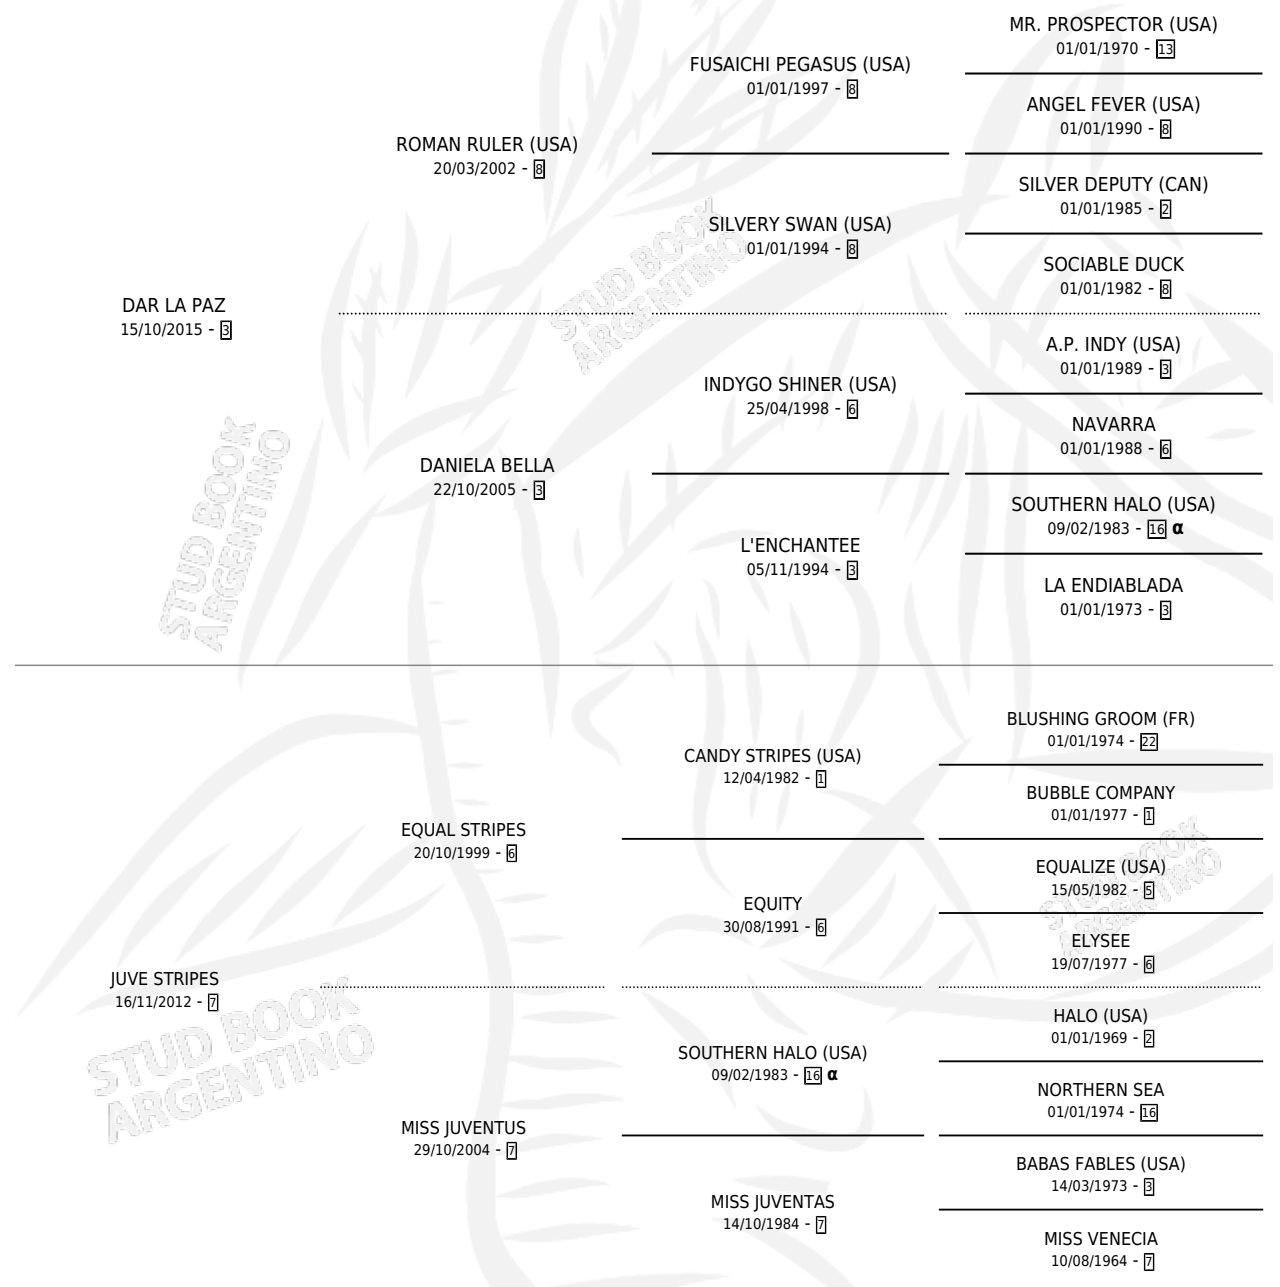 MR. PROSPECTOR (USA)
01/01/1970 - 13
FUSAICHI PEGASUS (USA)
01/01/1997 - 8
ANGEL FEVER (USA)
01/01/1990 - 8
ROMAN RULER (USA)
20/03/2002 - 8
SILVER DEPUTY (CAN)
01/01/1985 - 2
SILVERY SWAN (USA)
01/01/1994 - 8
SOCIABLE DUCK
01/01/1982 - 8
STUD BOOK
ARGENTINO
DAR LA PAZ
15/10/2015 - 3
A.P. INDY (USA)
01/01/1989 - 3
INDYGO SHINER (USA)
25/04/1998 - 6
NAVARRA
01/01/1988 - 6
DANIELA BELLA
22/10/2005 - 3
SOUTHERN HALO (USA)
09/02/1983 - 16 α
L'ENCHANTEE
05/11/1994 - 3
LA ENDIABLADA
01/01/1973 - 3
STUD BOOK
ARGENTINO
BLUSHING GROOM (FR)
01/01/1974 - 22
CANDY STRIPES (USA)
12/04/1982 - 1
BUBBLE COMPANY
01/01/1977 - 1
EQUAL STRIPES
20/10/1999 - 6
EQUALIZE (USA)
15/05/1982 - 5
EQUITY
30/08/1991 - 6
ELYSEE
19/07/1977 - 6
STUD BOOK
ARGENTINO
JUVE STRIPES
16/11/2012 - 7
HALO (USA)
01/01/1969 - 2
SOUTHERN HALO (USA)
09/02/1983 - 16 α
NORTHERN SEA
01/01/1974 - 16
STUD BOOK
ARGENTINO
MISS JUVENTUS
29/10/2004 - 7
BABAS FABLES (USA)
14/03/1973 - 3
MISS JUVENTAS
14/10/1984 - 7
MISS VENECIA
10/08/1964 - 7